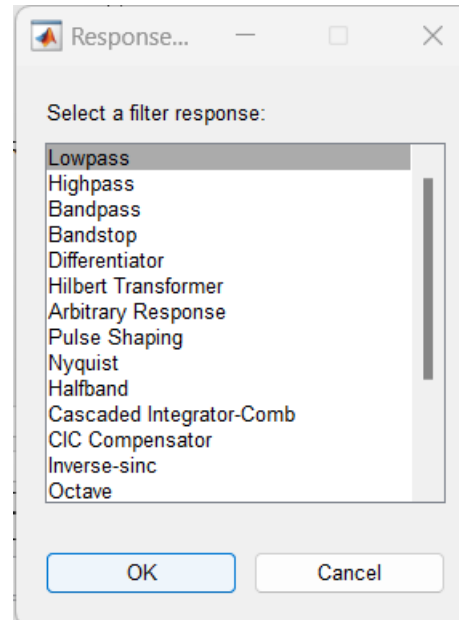 Response...
Select a filter response:
Lowpass
Highpass
Bandpass
Bandstop
Differentiator
Hilbert Transformer
Arbitrary Response
Pulse Shaping
Nyquist
Halfband
Cascaded Integrator-Comb
CIC Compensator
Inverse-sinc
Octave
OK Cancel